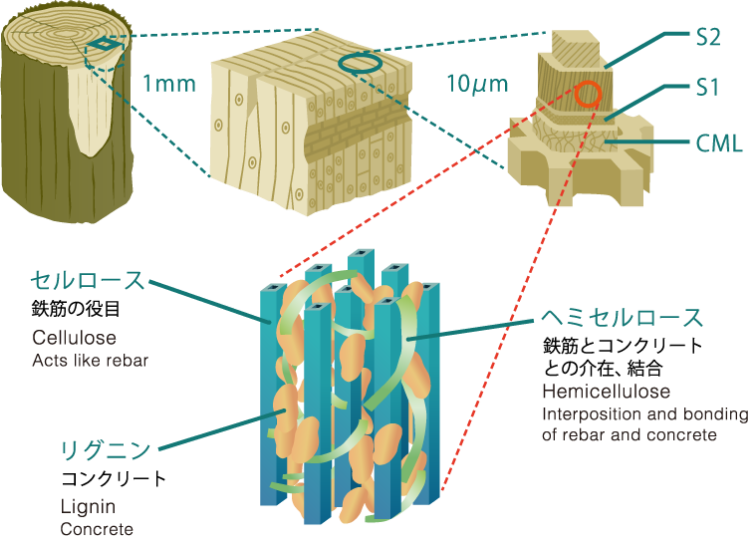 1mm
10μm
S2
S1
CML
セルロース
鉄筋の役目
Cellulose
Acts like rebar
ヘミセルロース
鉄筋とコンクリート
との介在、結合
Hemicellulose
Interposition and bonding
of rebar and concrete
リグニン
コンクリート
Lignin
Concrete